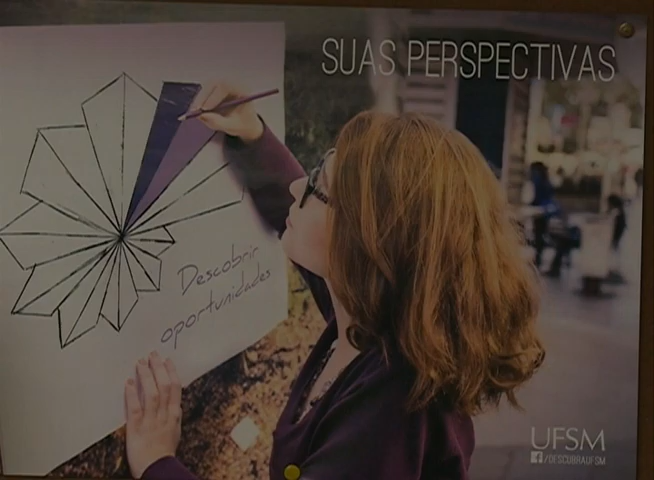 SUAS PERSPECTIVAS
Descobrir
oportunidades
UFSM
/DESCUBRAUFSM